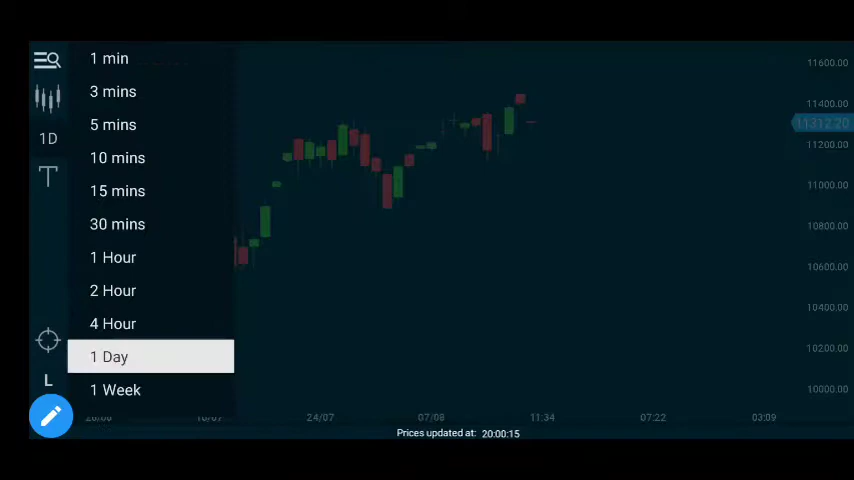 1 min
3 mins
5 mins
10 mins
15 mins
30 mins
1 Hour
2 Hour
4 Hour
1 Day
1 Week
1D
T
L
11600.00
11400.00
11312.20
11200.00
11000.00
10800.00
10600.00
10400.00
10200.00
10000.00
24/07
07/08
11:34
07:22
03:09
Prices updated at: 20:00:15